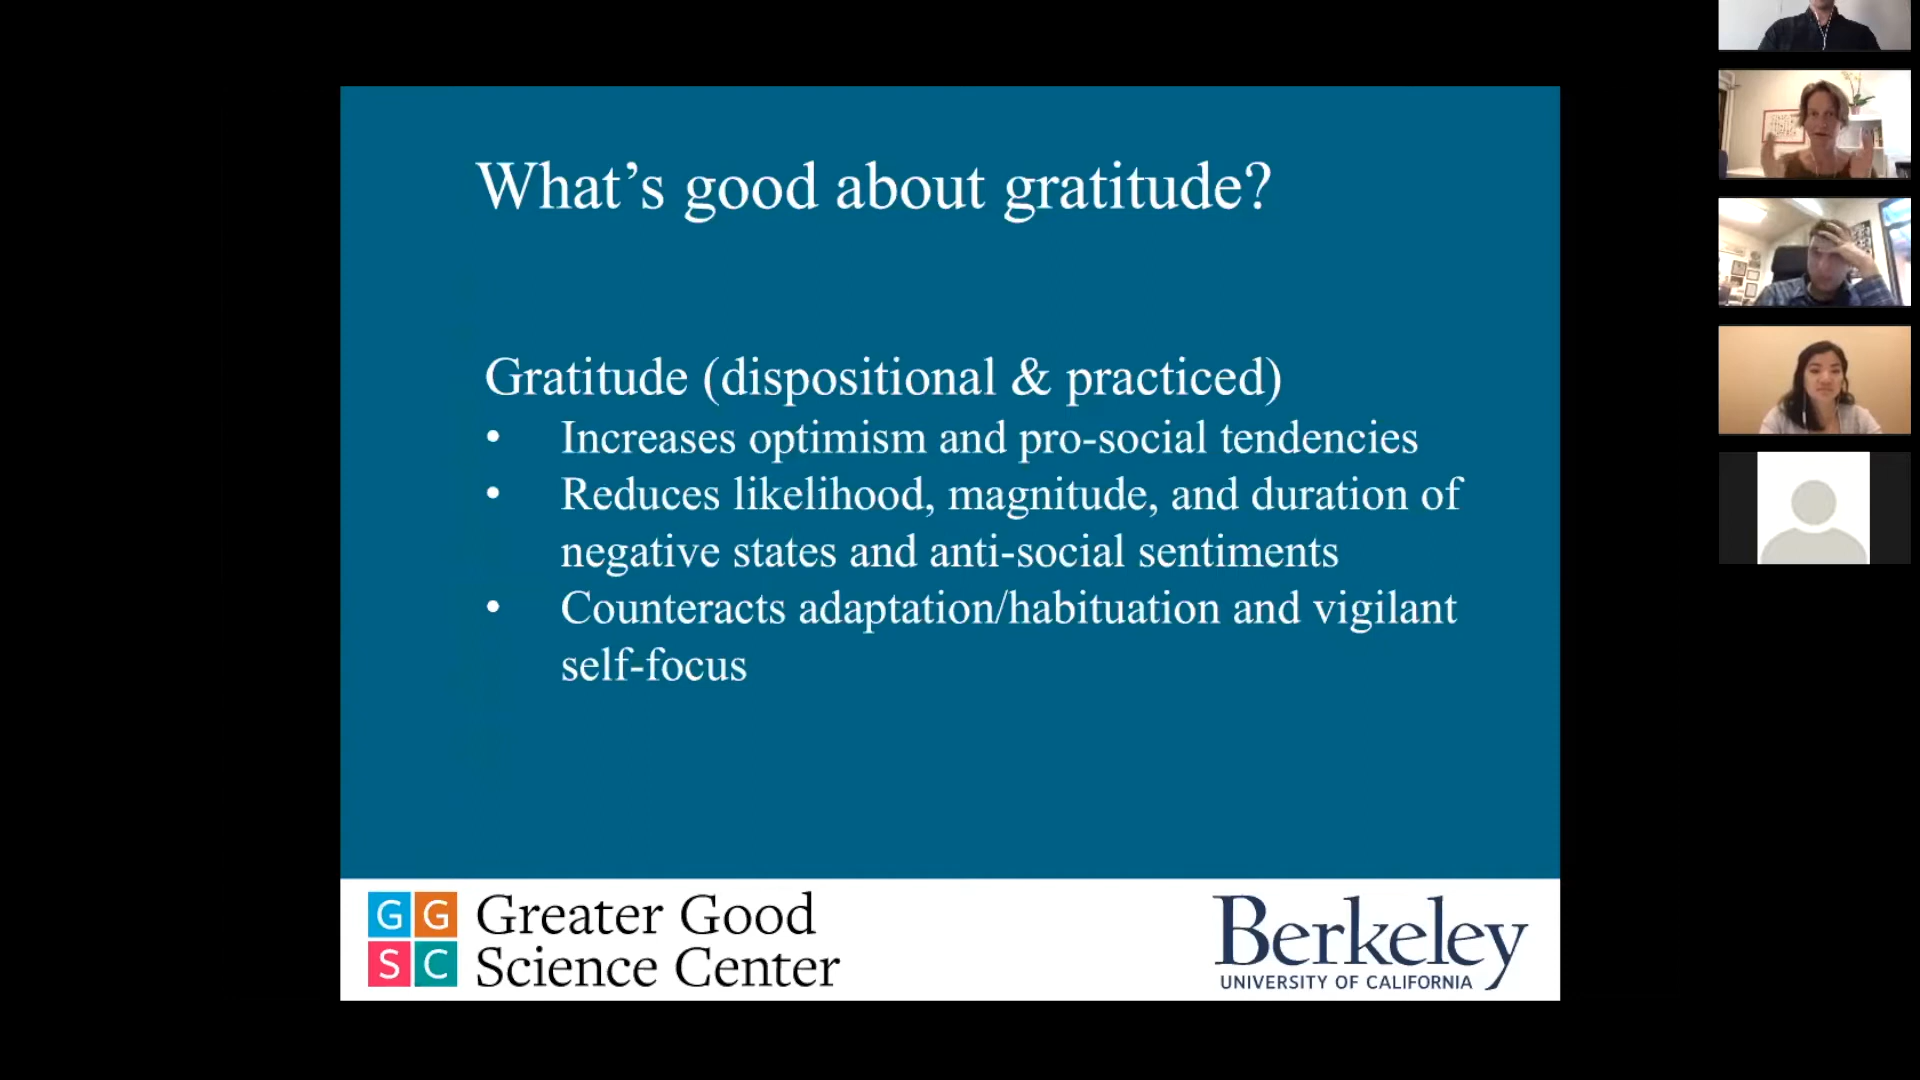 What’s good about gratitude?
Gratitude (dispositional & practiced)
• Increases optimism and pro-social tendencies
• Reduces likelihood, magnitude, and duration of
negative states and anti-social sentiments
• Counteracts adaptation/habituation and vigilant
self-focus
G G
S C
Greater Good
Science Center
Berkeley
UNIVERSITY OF CALIFORNIA